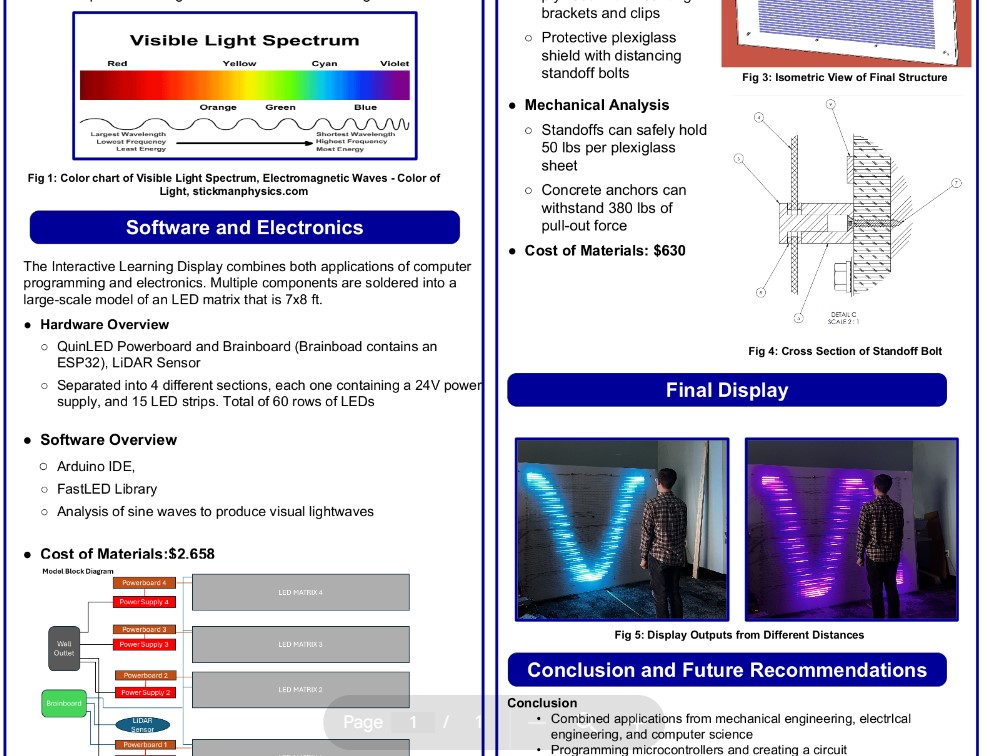 Visible Light Spectrum
Red Yellow Cyan Violet
Orange Green Blue
Largest Wavelength
Lowest Frequency
Least Energy
Shortest Wavelength
Highest Frequency
Most Energy
Fig 1: Color chart of Visible Light Spectrum, Electromagnetic Waves - Color of
Light, stickmanphysics.com
Software and Electronics
The Interactive Learning Display combines both applications of computer
programming and electronics. Multiple components are soldered into a
large-scale model of an LED matrix that is 7x8 ft.
● Hardware Overview
○ QuinLED Powerboard and Brainboard (Brainboad contains an
ESP32), LiDAR Sensor
○ Separated into 4 different sections, each one containing a 24V power
supply, and 15 LED strips. Total of 60 rows of LEDs
● Software Overview
○ Arduino IDE,
○ FastLED Library
○ Analysis of sine waves to produce visual lightwaves
● Cost of Materials:$2.658
Model Block Diagram
Powerboard 4
Power Supply 4
LED MATRIX 4
Powerboard 3
Power Supply 3
LED MATRIX 3
Wall
Outlet
Powerboard 2
Power Supply 2
LED MATRIX 2
Brainboard
LiDAR
Sensor
Powerboard 1
brackets and clips
○ Protective plexiglass
shield with distancing
standoff bolts
Fig 3: Isometric View of Final Structure
● Mechanical Analysis
○ Standoffs can safely hold
50 lbs per plexiglass
sheet
○ Concrete anchors can
withstand 380 lbs of
pull-out force
● Cost of Materials: $630
DETAIL C
SCALE 2 : 1
Fig 4: Cross Section of Standoff Bolt
Final Display
Fig 5: Display Outputs from Different Distances
Conclusion and Future Recommendations
Conclusion
• Combined applications from mechanical engineering, electrical
engineering, and computer science
• Programming microcontrollers and creating a circuit
Page 1 / 1